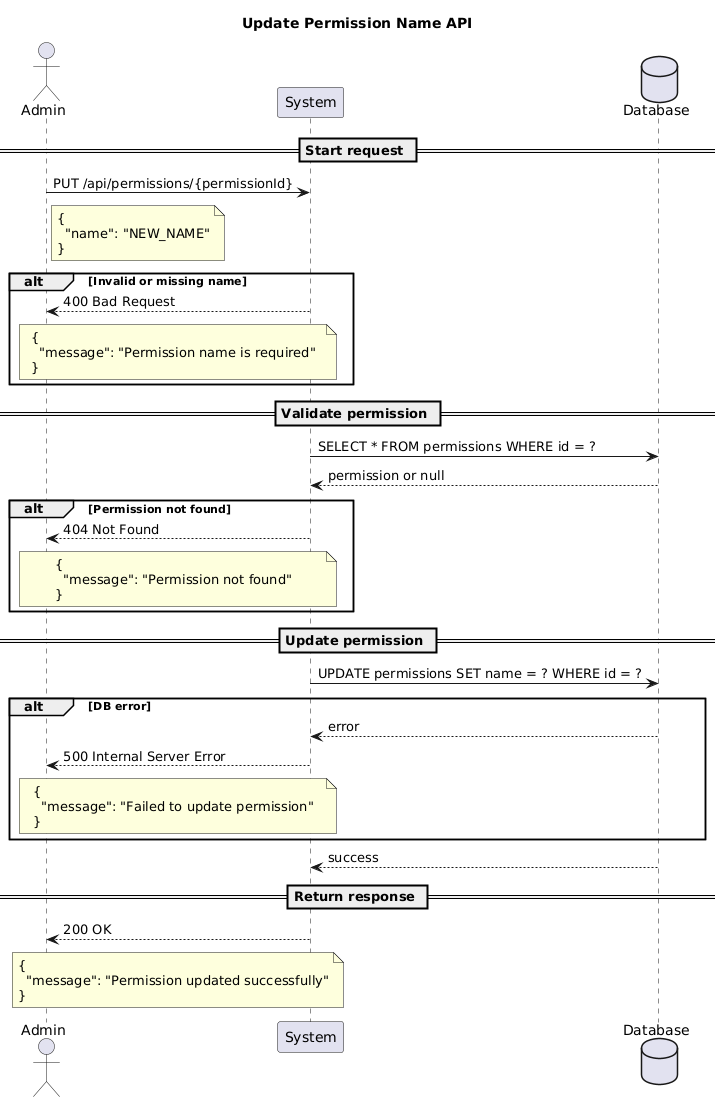 Update Permission Name API
Admin
System
Database
Start request
PUT /api/permissions/{permissionId}
{
"name": "NEW_NAME"
}
alt [Invalid or missing name]
400 Bad Request
{
"message": "Permission name is required"
}
Validate permission
SELECT * FROM permissions WHERE id = ?
permission or null
alt [Permission not found]
404 Not Found
{
"message": "Permission not found"
}
Update permission
UPDATE permissions SET name = ? WHERE id = ?
alt [DB error]
error
500 Internal Server Error
{
"message": "Failed to update permission"
}
success
Return response
200 OK
{
"message": "Permission updated successfully"
}
Admin
System
Database